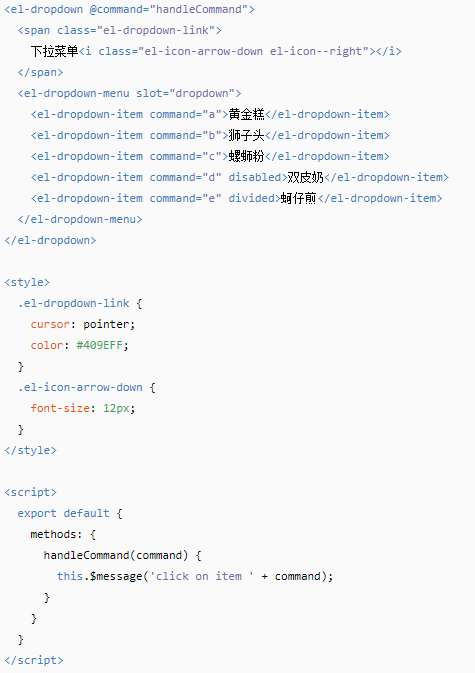 <el-dropdown @command="handleCommand">
  <span class="el-dropdown-link">
    下拉菜单<i class="el-icon-arrow-down el-icon--right"></i>
  </span>
  <el-dropdown-menu slot="dropdown">
    <el-dropdown-item command="a">黄金糕</el-dropdown-item>
    <el-dropdown-item command="b">狮子头</el-dropdown-item>
    <el-dropdown-item command="c">螺蛳粉</el-dropdown-item>
    <el-dropdown-item command="d" disabled>双皮奶</el-dropdown-item>
    <el-dropdown-item command="e" divided>蚵仔煎</el-dropdown-item>
  </el-dropdown-menu>
</el-dropdown>

<style>
  .el-dropdown-link {
    cursor: pointer;
    color: #409EFF;
  }
  .el-icon-arrow-down {
    font-size: 12px;
  }
</style>

<script>
  export default {
    methods: {
      handleCommand(command) {
        this.$message('click on item ' + command);
      }
    }
  }
</script>